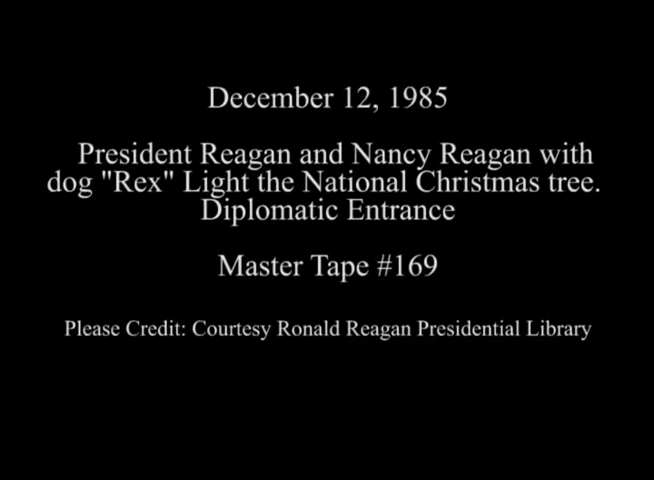 December 12, 1985
President Reagan and Nancy Reagan with
dog "Rex" Light the National Christmas tree.
Diplomatic Entrance
Master Tape #169
Please Credit: Courtesy Ronald Reagan Presidential Library